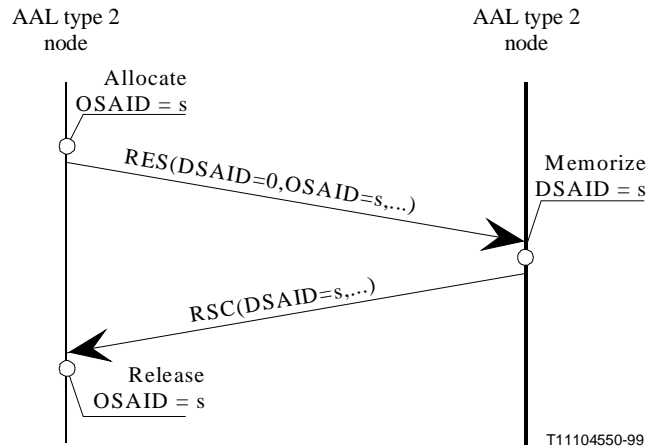 AAL type 2
node
AAL type 2
node
Allocate
OSAID = s
RES(DSAID=0,OSAID=s,...)
Memorize
DSAID = s
RSC(DSAID=s,...)
Release
OSAID = s
T11104550-99